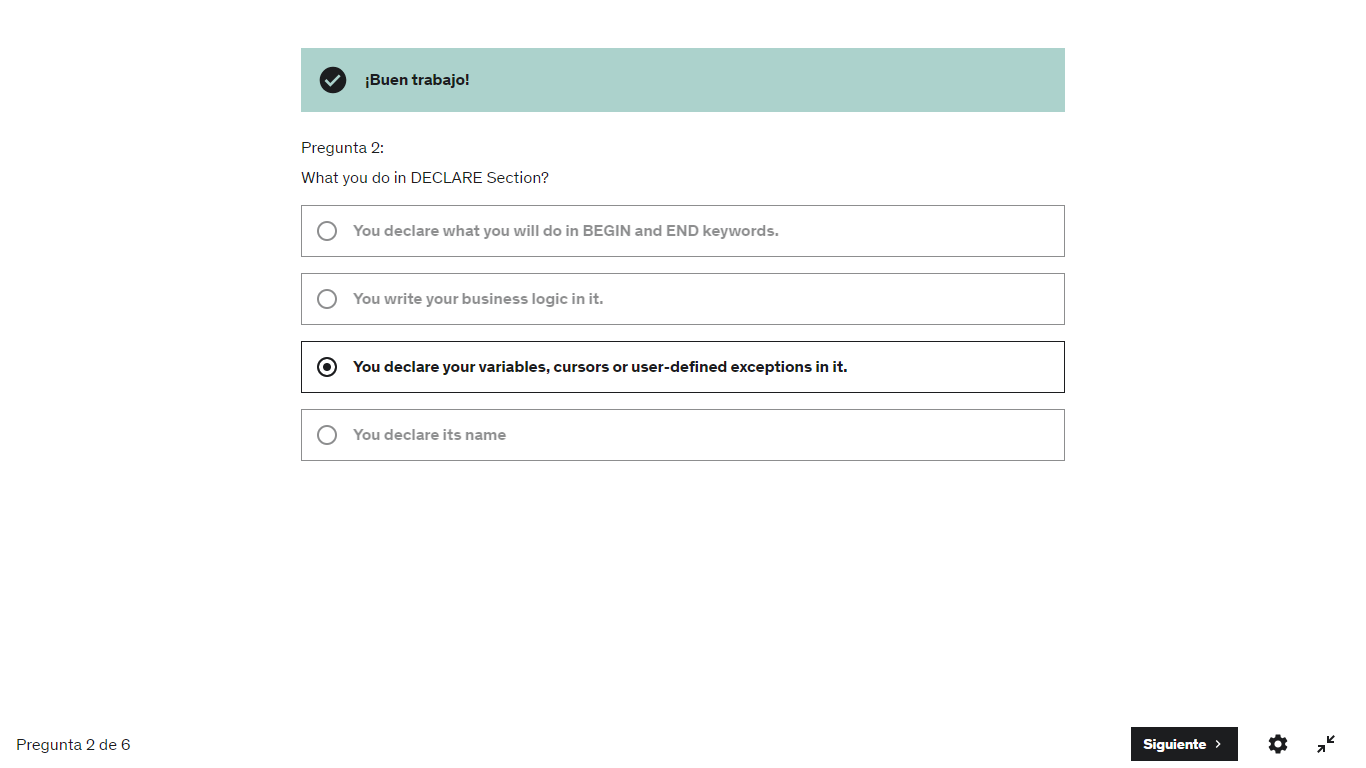 ¡Buen trabajo!
Pregunta 2:
What you do in DECLARE Section?
You declare what you will do in BEGIN and END keywords.
You write your business logic in it.
You declare your variables, cursors or user-defined exceptions in it.
You declare its name
Pregunta 2 de 6
Siguiente